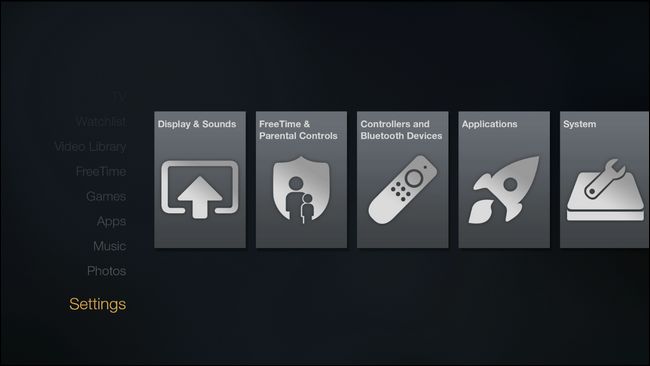 TV
Watchlist
Video Library
FreeTime
Games
Apps
Music
Photos
Settings
Display & Sounds
FreeTime &
Parental Controls
Controllers and
Bluetooth Devices
Applications
System